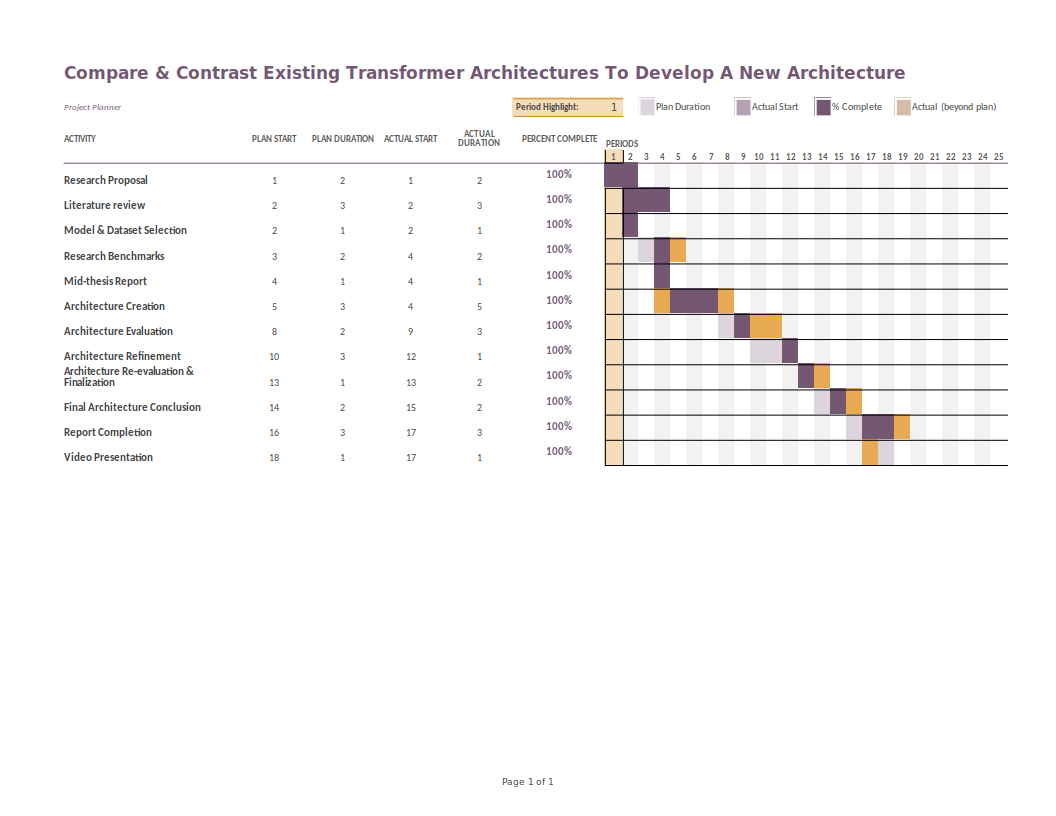 Compare & Contrast Existing Transformer Architectures To Develop A New Architecture
Project Planner
Period Highlight: 1
Plan Duration
Actual Start
% Complete
Actual (beyond plan)
ACTIVITY PLAN START PLAN DURATION ACTUAL START ACTUAL DURATION PERCENT COMPLETE PERIODS
1 2 3 4 5 6 7 8 9 10 11 12 13 14 15 16 17 18 19 20 21 22 23 24 25
Research Proposal 1 2 1 2 100%
Literature review 2 3 2 3 100%
Model & Dataset Selection 2 1 2 1 100%
Research Benchmarks 3 2 4 2 100%
Mid-thesis Report 4 1 4 1 100%
Architecture Creation 5 3 4 5 100%
Architecture Evaluation 8 2 9 3 100%
Architecture Refinement 10 3 12 1 100%
Architecture Re-evaluation &
Finalization 13 1 13 2 100%
Final Architecture Conclusion 14 2 15 2 100%
Report Completion 16 3 17 3 100%
Video Presentation 18 1 17 1 100%
Page 1 of 1